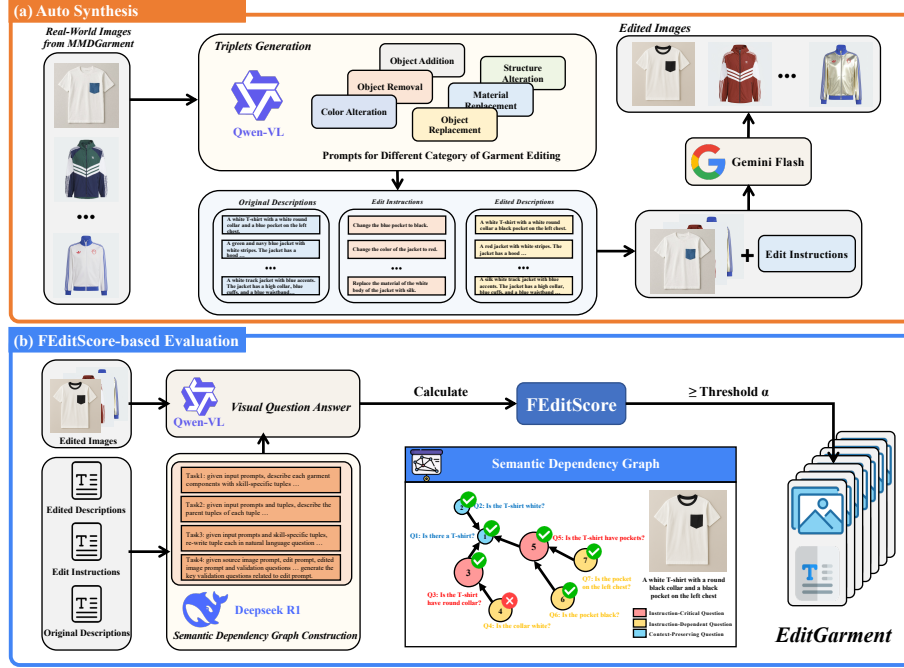 (a) Auto Synthesis
Real-World Images
from MMDGarment
Triplets Generation
Qwen-VL
Object Addition
Object Removal
Color Alteration
Structure
Alteration
Material
Replacement
Object
Replacement
Prompts for Different Category of Garment Editing
Edited Images
Gemini Flash
Original Descriptions
A white T-shirt with a white round
collar and a blue pocket on the left
chest.
A green and navy blue jacket with
white stripes. The jacket has a
hood …
•••
A white track jacket with blue accents.
The jacket has a high collar, blue
cuffs, and a blue waistband…
Edit Instructions
Change the blue pocket to black.
Change the color of the jacket to red.
•••
Replace the material of the white
body of the jacket with silk.
Edited Descriptions
A white T-shirt with a white round
collar a black pocket on the left chest.
A red jacket with white stripes. The
jacket has a hood …
•••
A silk white track jacket with blue
accents. The jacket has a high collar,
blue cuffs, and a blue waistband …
+
Edit Instructions
(b) FEditScore-based Evaluation
Edited Images
Qwen-VL
Visual Question Answer
Calculate
FEditScore
≥ Threshold α
Edited Descriptions
Edit Instructions
Original Descriptions
Task1: given input prompts, describe each garment
components with skill-specific tuples …
Task2: given input prompts and tuples, describe the
parent tuples of each tuple …
Task3: given input prompts and skill-specific tuples,
re-write tuple each in natural language question …
Task4: given source image prompt, edit prompt, edited
image prompt and validation questions … generate the
key validation questions related to edit prompt.
Deepseek R1
Semantic Dependency Graph Construction
Semantic Dependency Graph
2
Q2: Is the T-shirt white?
Q1: Is there a T-shirt?
1
5
Q5: Is the T-shirt have pockets?
3
7
Q3: Is the T-shirt
have round collar?
Q7: Is the pocket
on the left chest?
4
6
Q4: Is the collar white?
Q6: Is the pocket black?
A white T-shirt with a round
black collar and a black
pocket on the left chest
Instruction-Critical Question
Instruction-Dependent Question
Context-Preserving Question
EditGarment